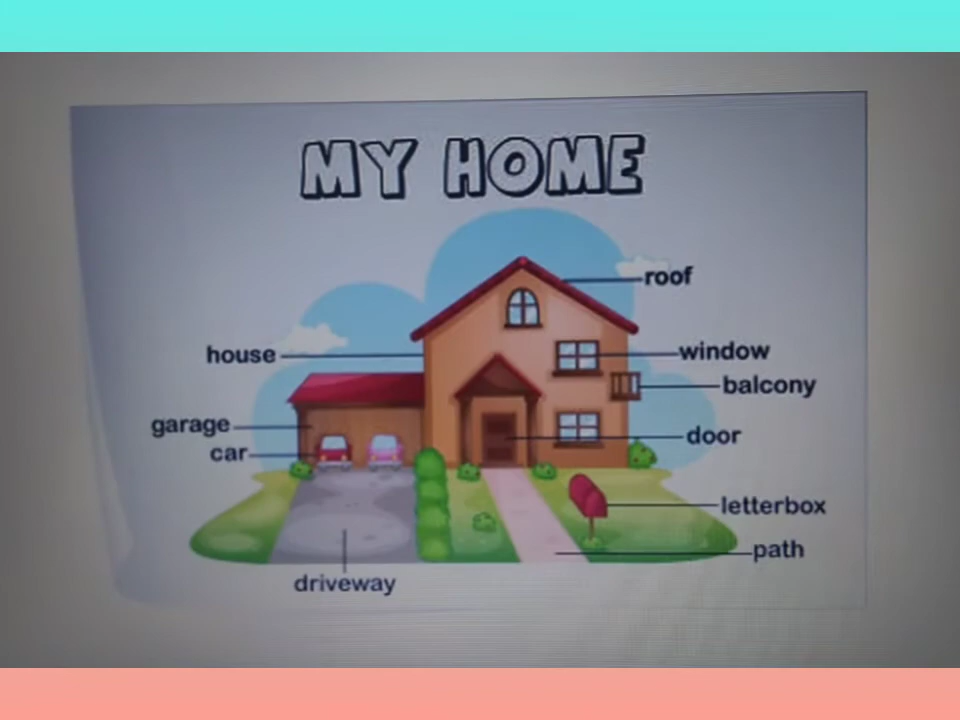 MY HOME
roof
house
window
balcony
garage
door
car
letterbox
path
driveway